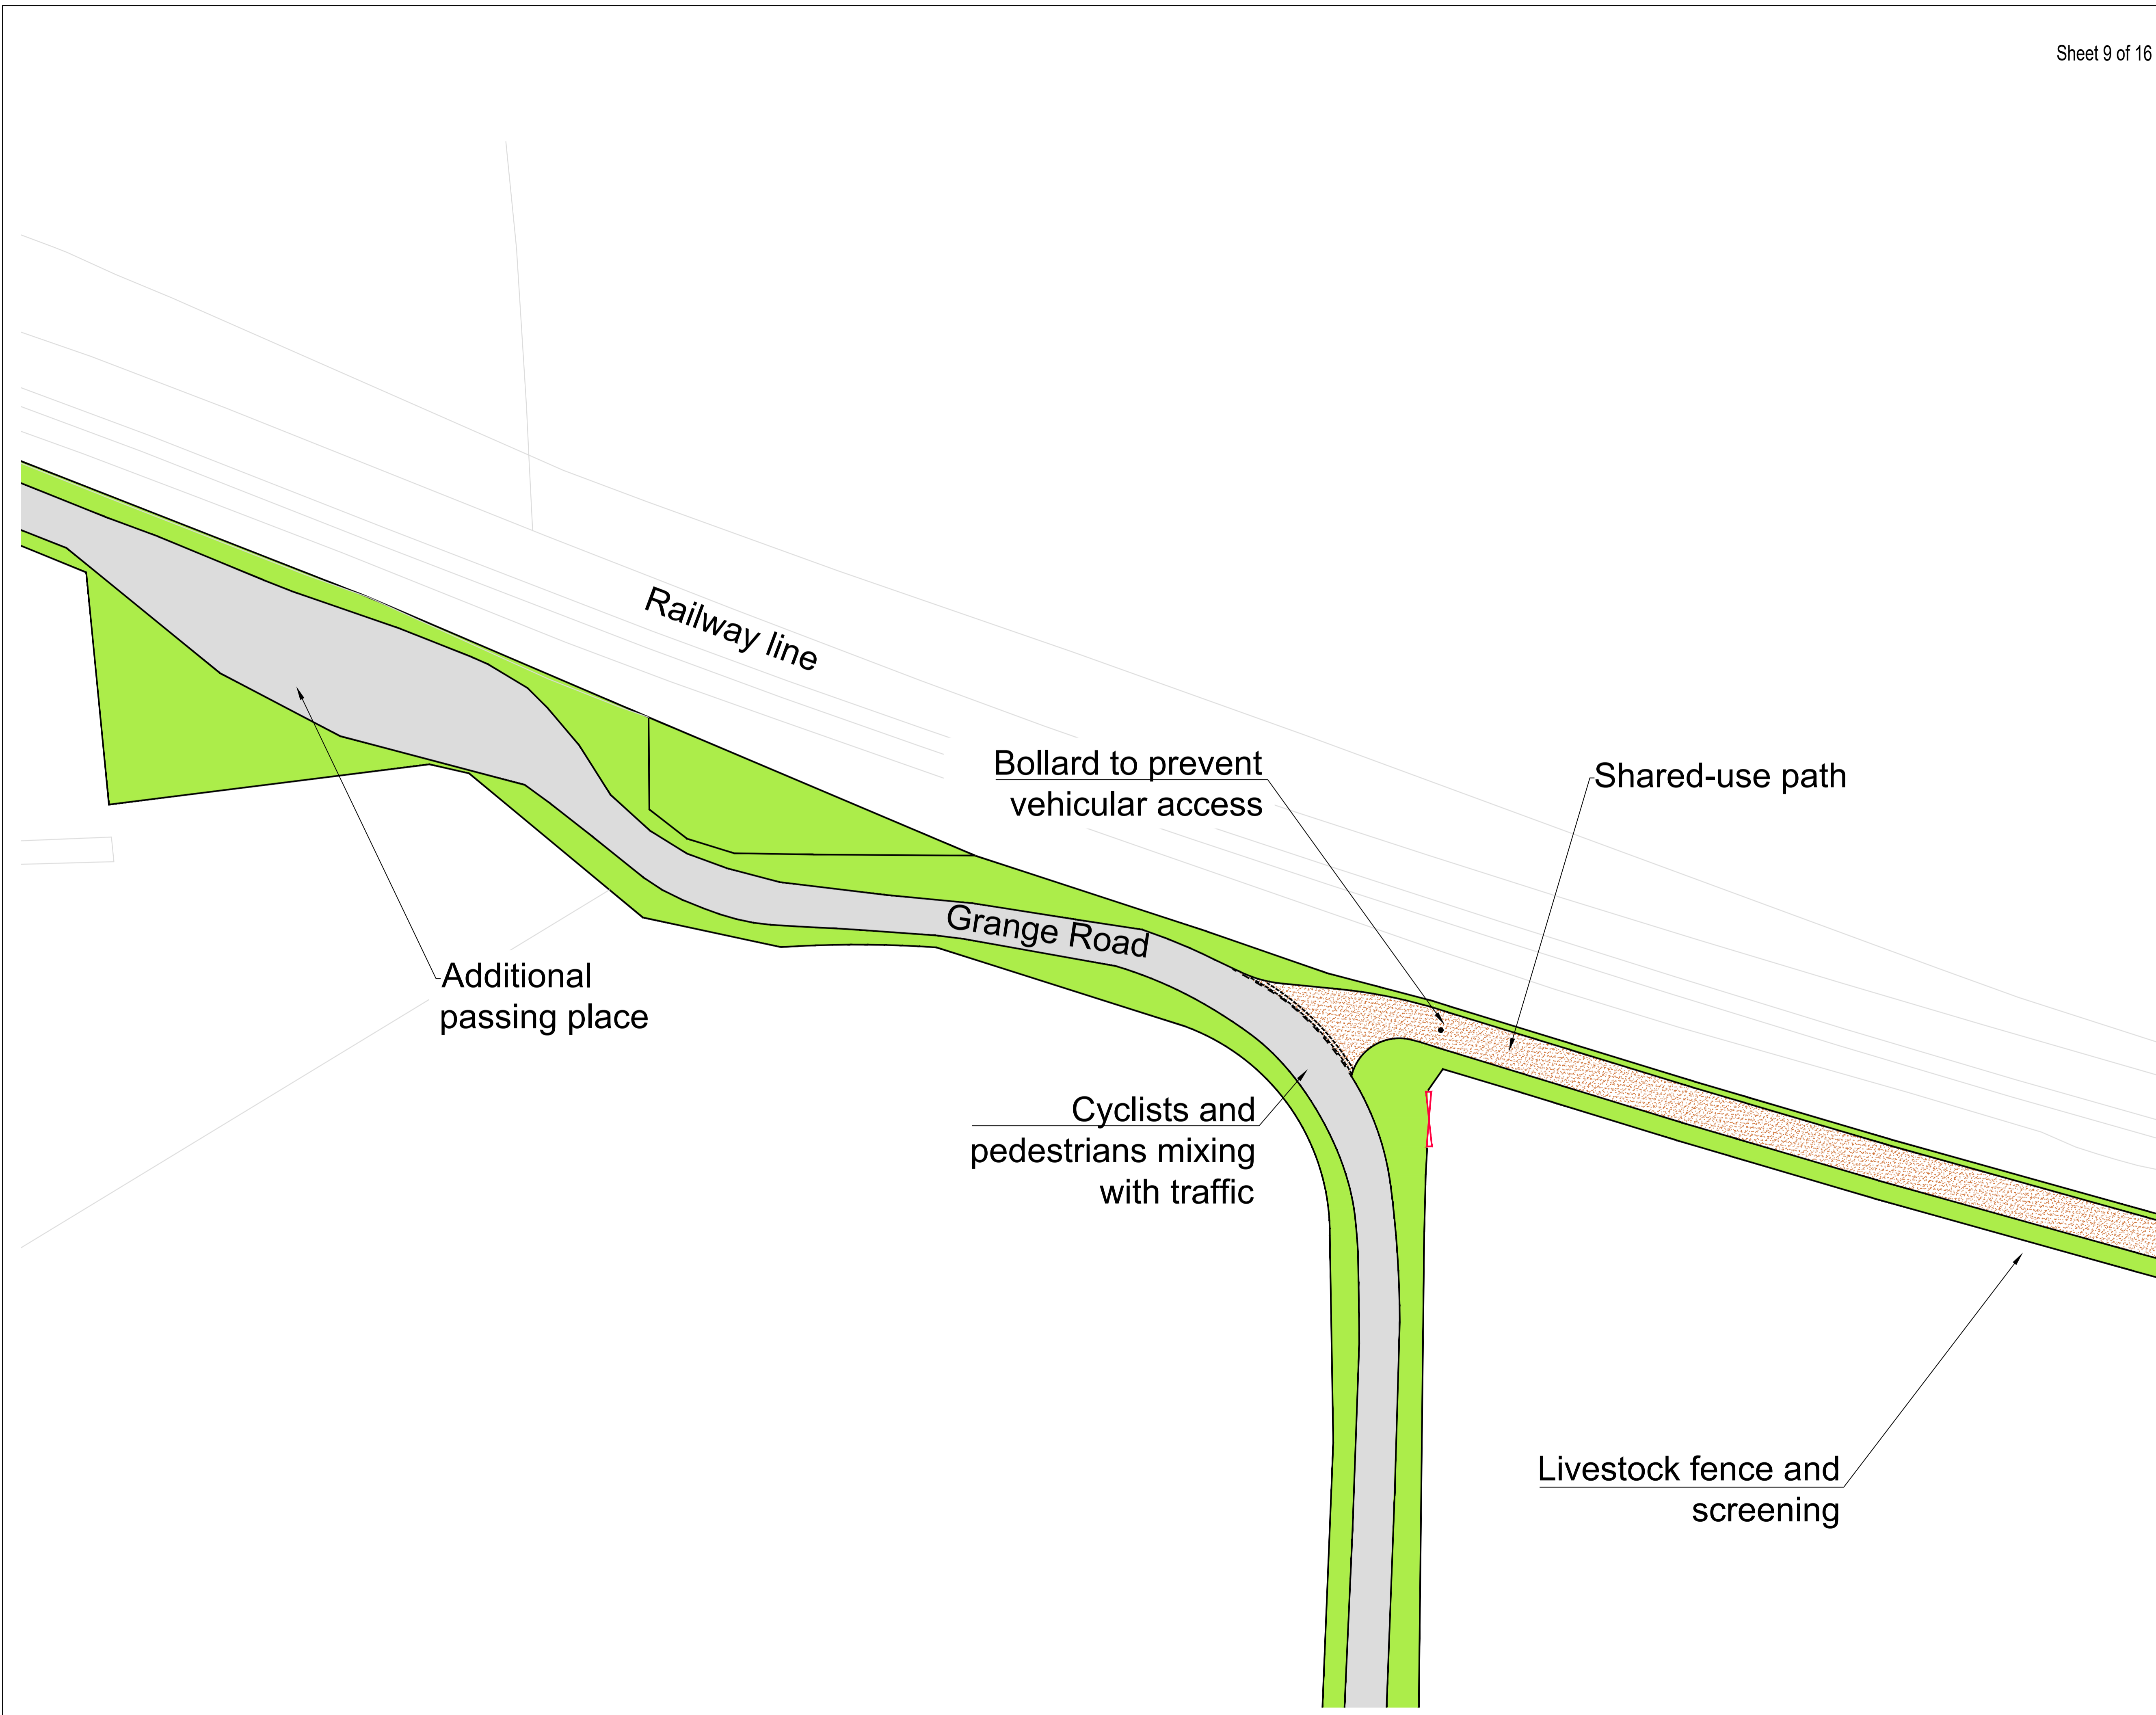 Sheet 9 of 16
Railway line
Bollard to prevent
vehicular access
Shared-use path
Grange Road
Additional
passing place
Cyclists and
pedestrians mixing
with traffic
Livestock fence and
screening